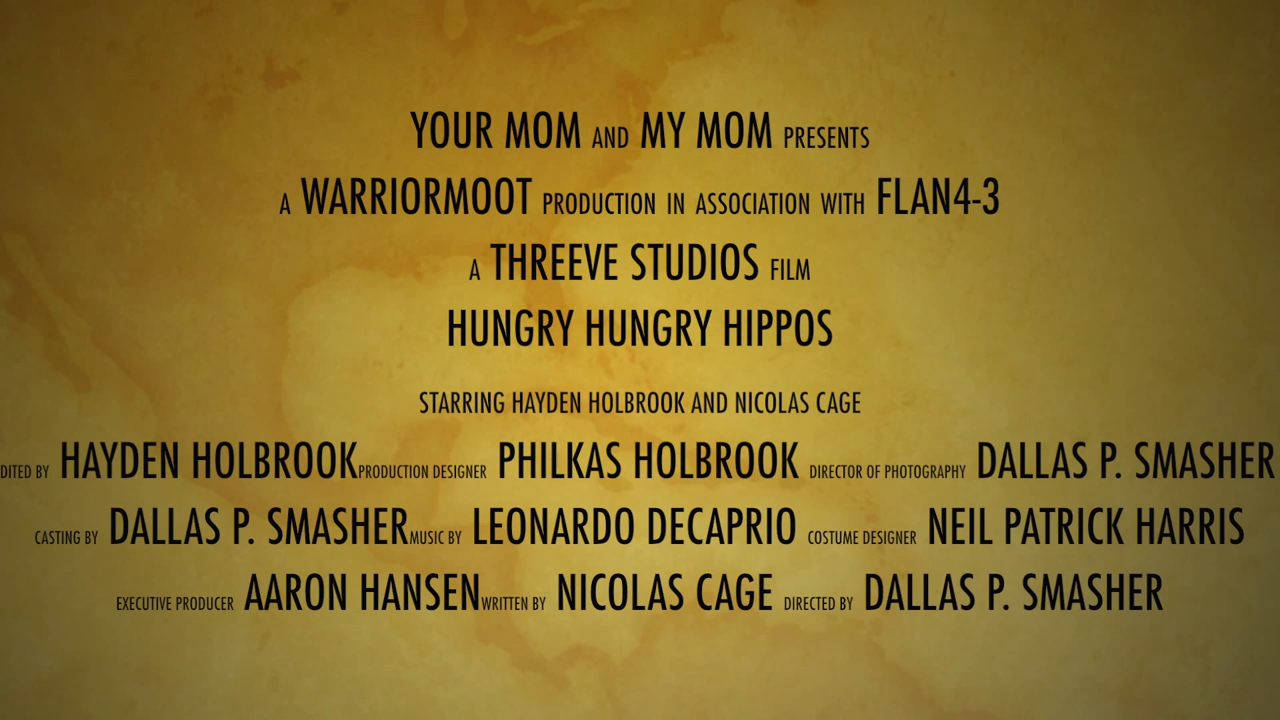 YOUR MOM AND MY MOM PRESENTS
A WARRIORMOOT PRODUCTION IN ASSOCIATION WITH FLAN4-3
A THREEVE STUDIOS FILM
HUNGRY HUNGRY HIPPOS
STARRING HAYDEN HOLBROOK AND NICOLAS CAGE
DITED BY HAYDEN HOLBROOK PRODUCTION DESIGNER PHILKAS HOLBROOK DIRECTOR OF PHOTOGRAPHY DALLAS P. SMASHER
CASTING BY DALLAS P. SMASHER MUSIC BY LEONARDO DECAPRIO COSTUME DESIGNER NEIL PATRICK HARRIS
EXECUTIVE PRODUCER AARON HANSEN WRITTEN BY NICOLAS CAGE DIRECTED BY DALLAS P. SMASHER